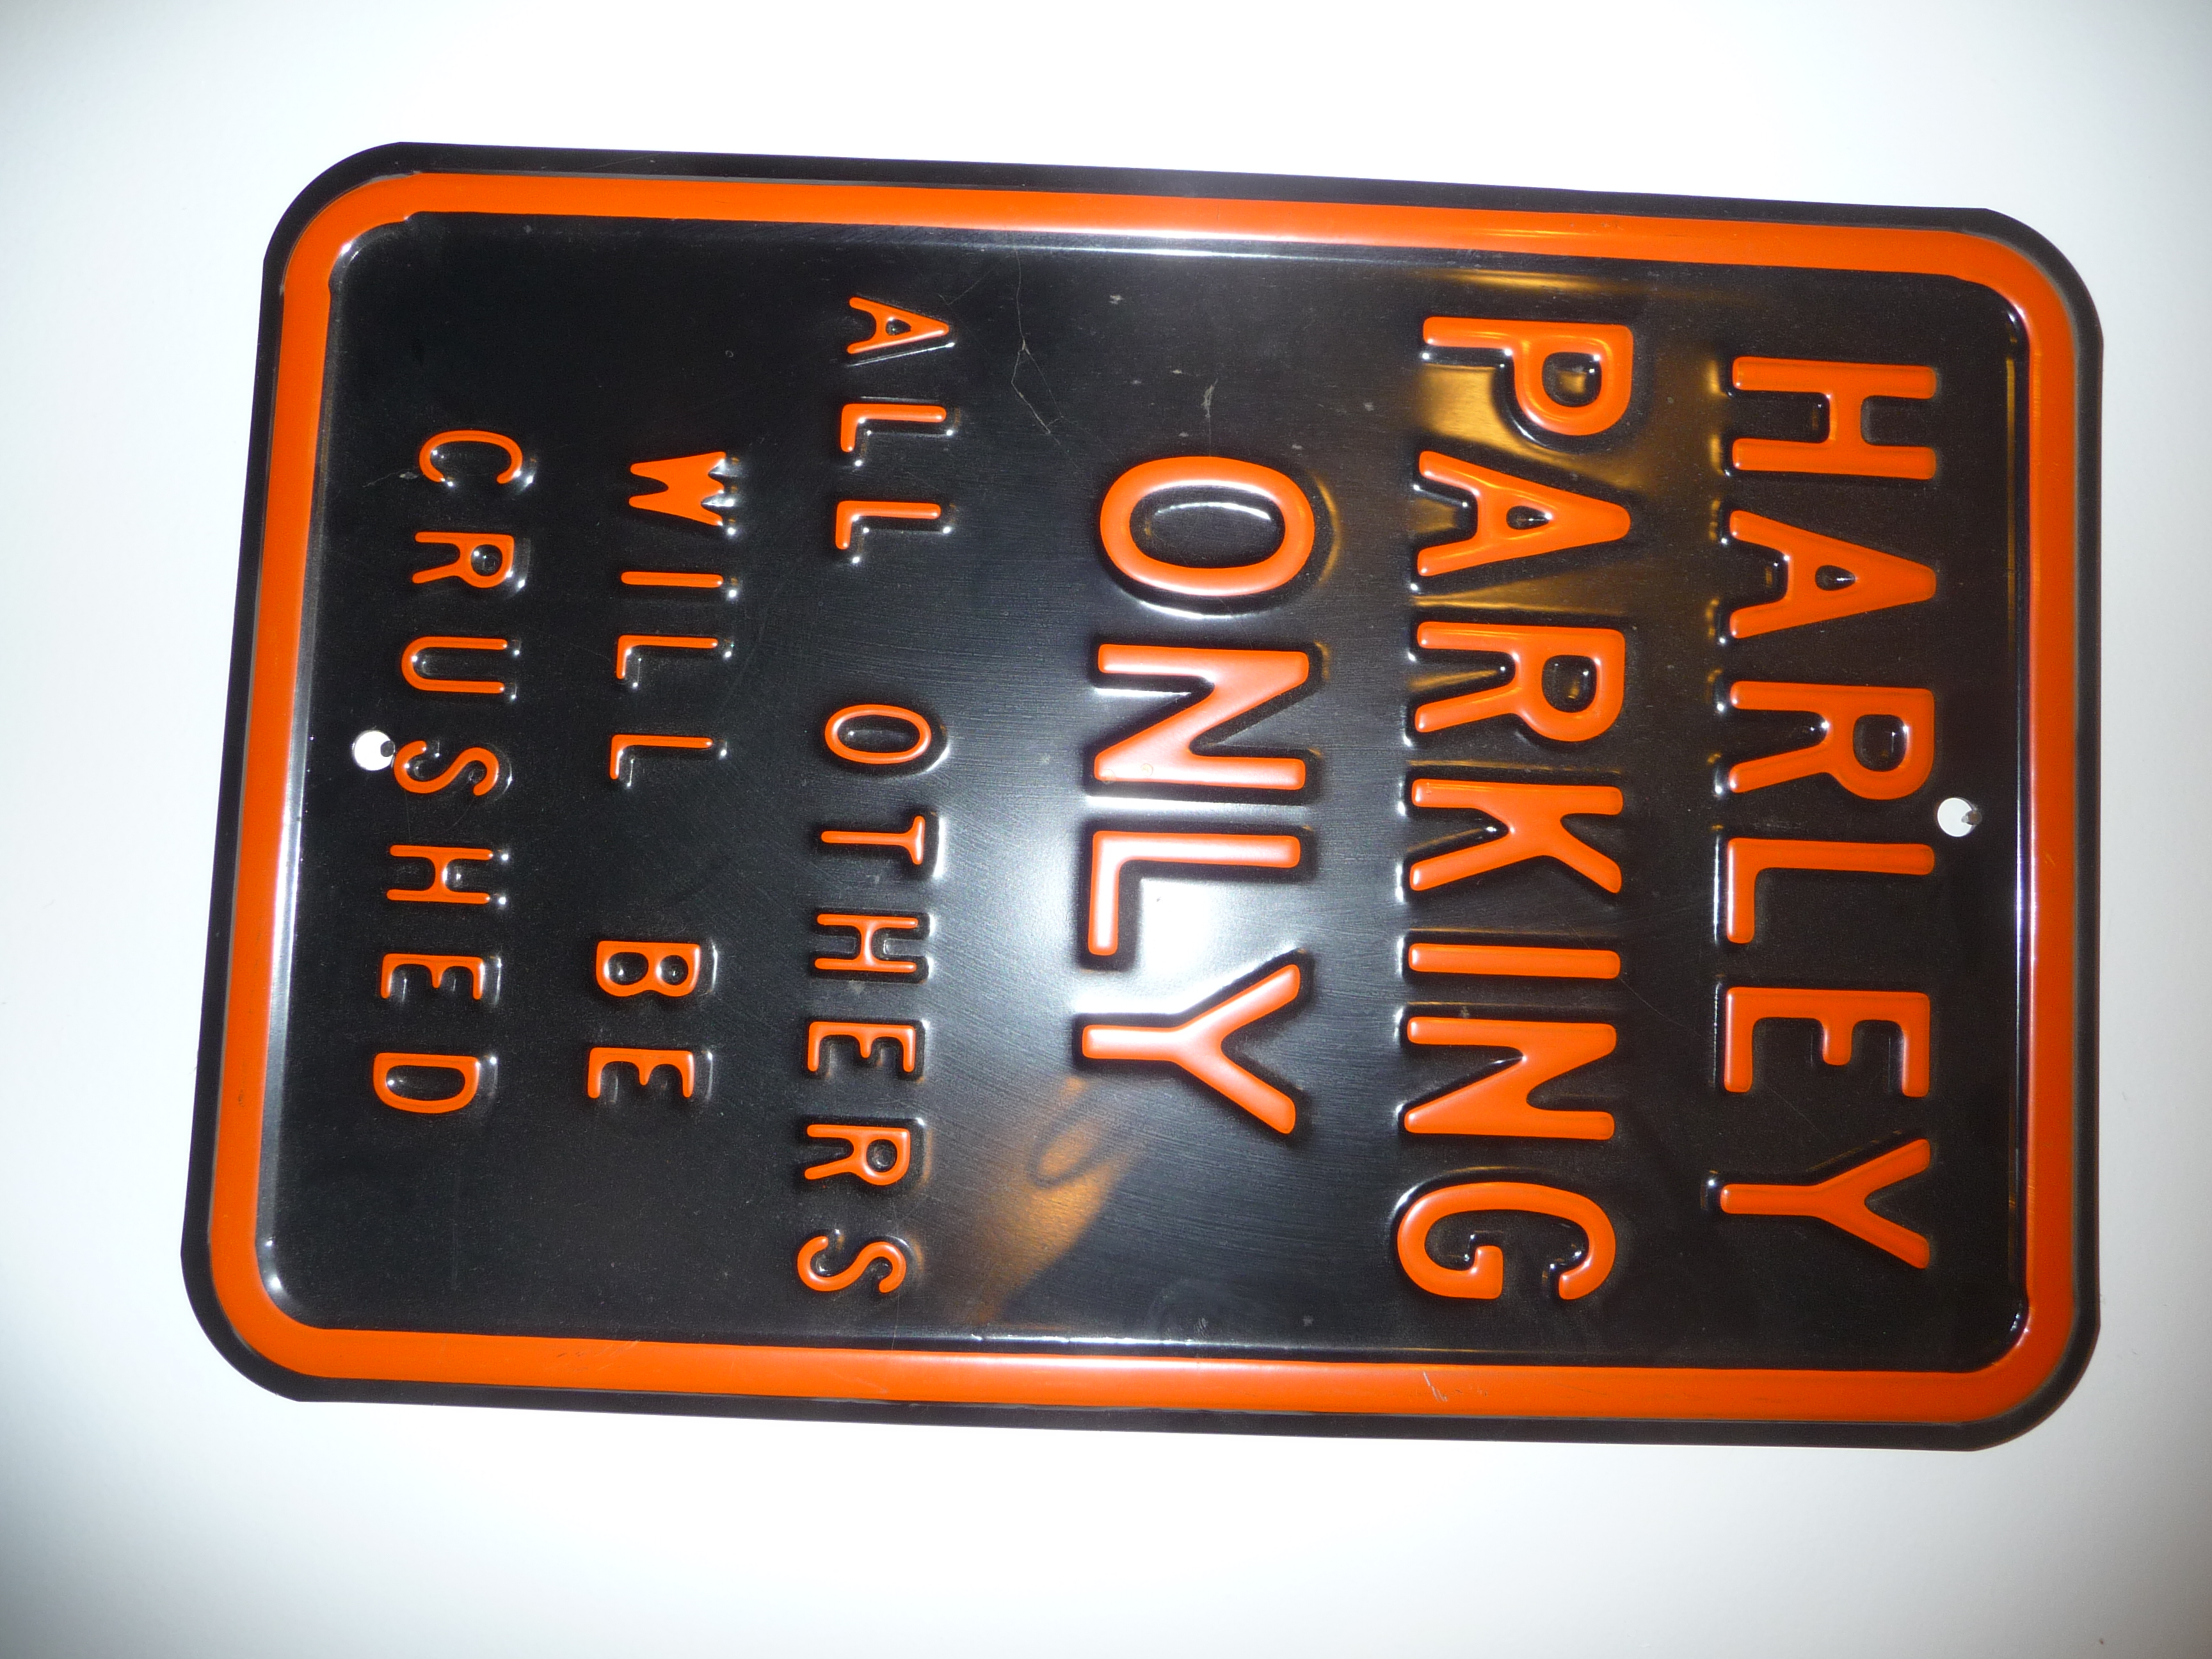 HARLEY
PARKING
ONLY
ALL OTHERS
WILL BE
CRUSHED